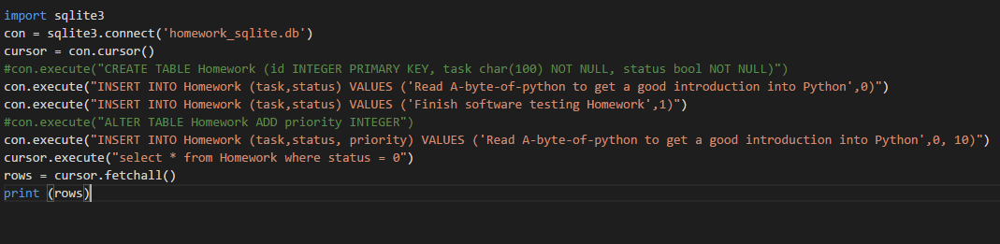 import sqlite3
con = sqlite3.connect('homework_sqlite.db')
cursor = con.cursor()
#con.execute("CREATE TABLE Homework (id INTEGER PRIMARY KEY, task char(100) NOT NULL, status bool NOT NULL)")
con.execute("INSERT INTO Homework (task,status) VALUES ('Read A-byte-of-python to get a good introduction into Python',0)")
con.execute("INSERT INTO Homework (task,status) VALUES ('Finish software testing Homework',1)")
#con.execute("ALTER TABLE Homework ADD priority INTEGER")
con.execute("INSERT INTO Homework (task,status, priority) VALUES ('Read A-byte-of-python to get a good introduction into Python',0, 10)")
cursor.execute("select * from Homework where status = 0")
rows = cursor.fetchall()
print (rows)